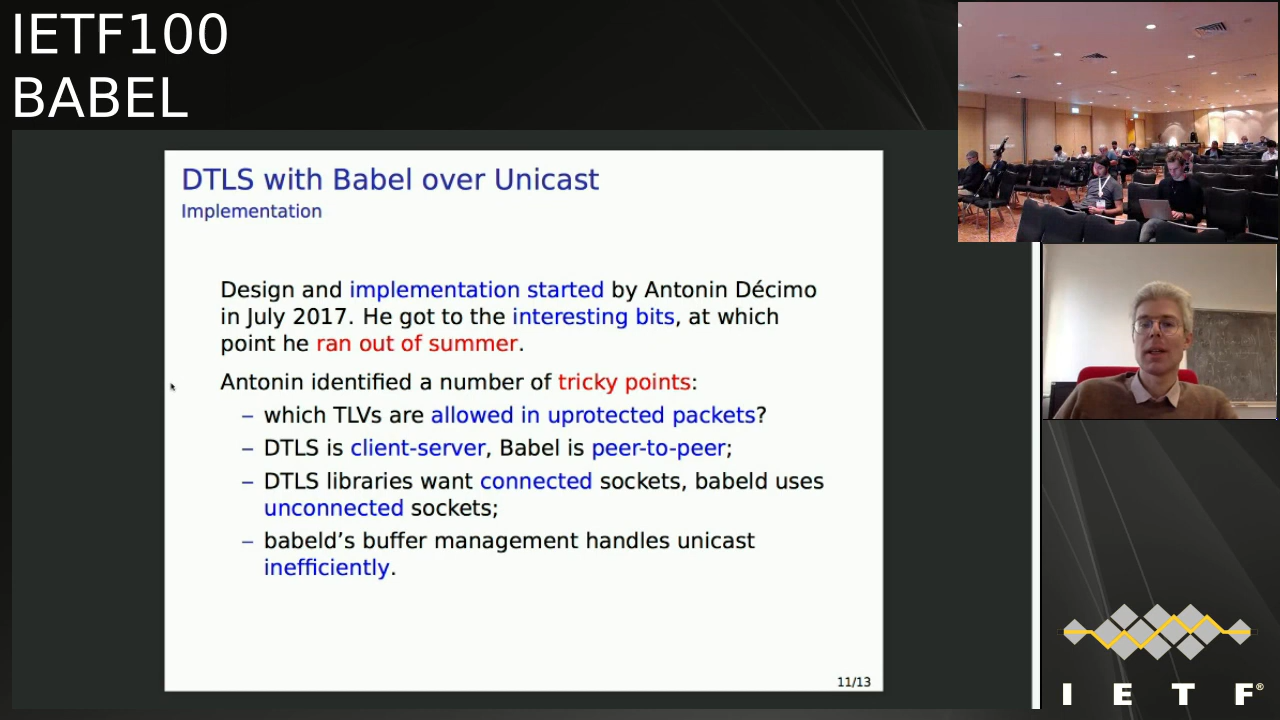 IETF100
BABEL
DTLS with Babel over Unicast
Implementation
Design and implementation started by Antonin Décimo
in July 2017. He got to the interesting bits, at which
point he ran out of summer.
Antonin identified a number of tricky points:
– which TLVs are allowed in uprotected packets?
– DTLS is client-server, Babel is peer-to-peer;
– DTLS libraries want connected sockets, babeld uses
unconnected sockets;
– babeld's buffer management handles unicast
inefficiently.
11/13
I E T F®